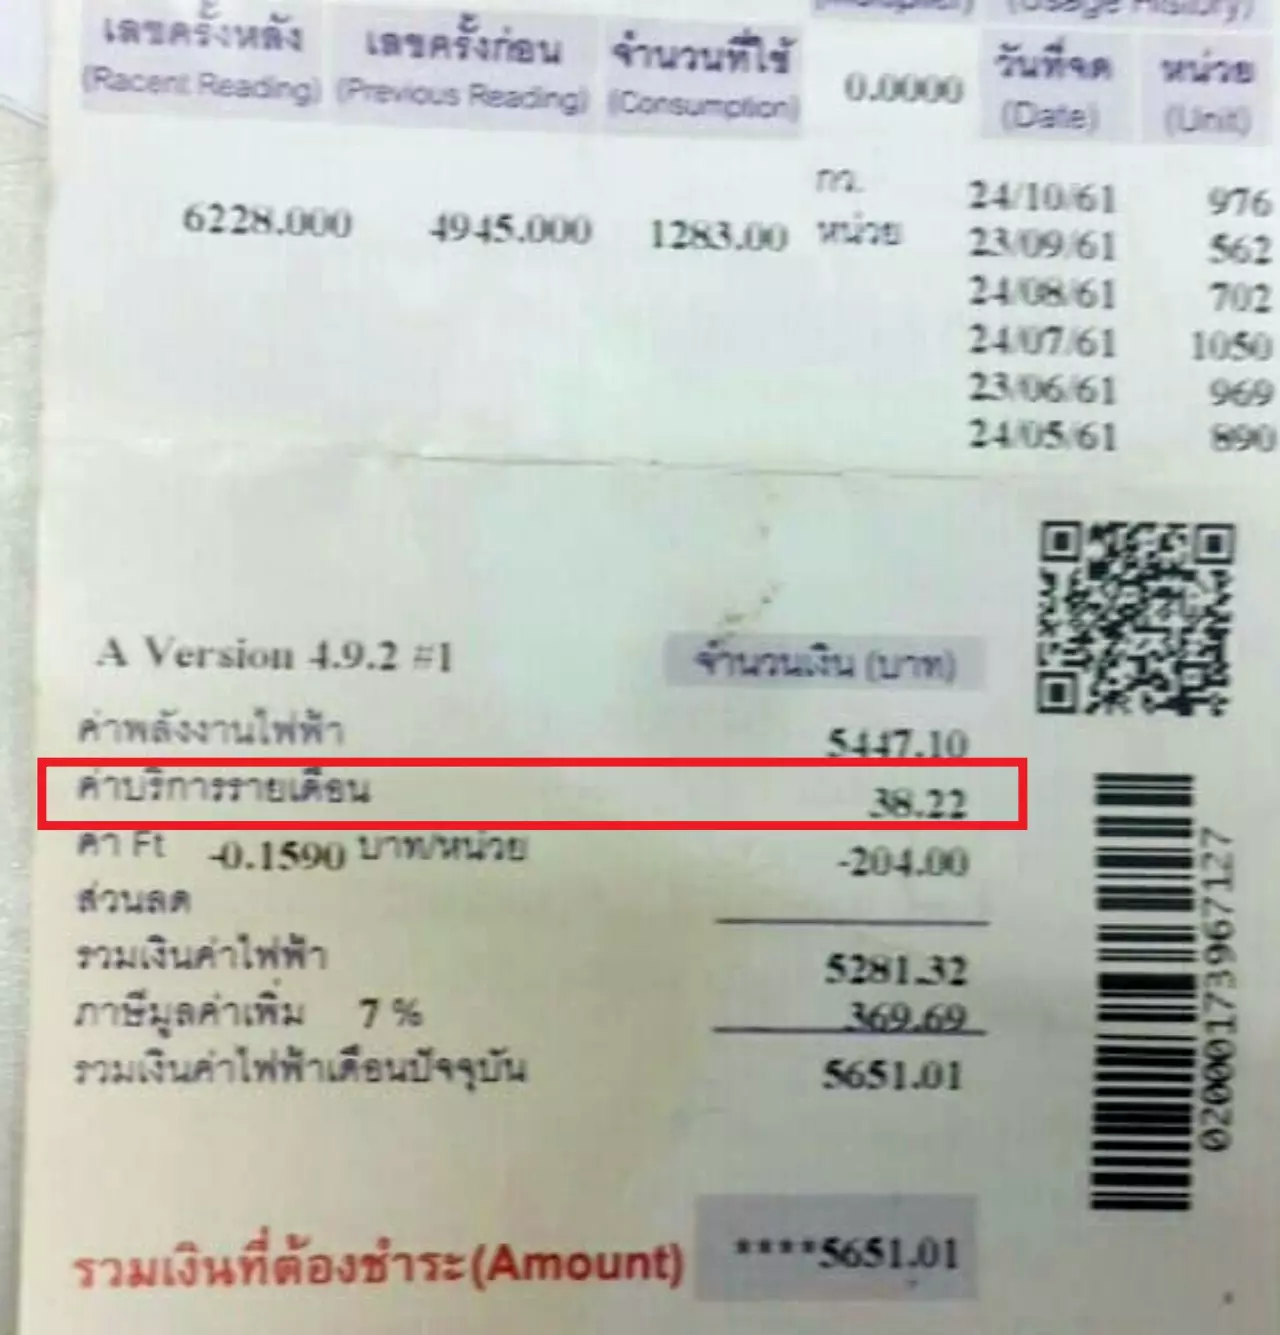 (Usage History)
เลขครั้งหลัง เลขครั้งก่อน จำนวนที่ใช้ 0.0000 วันที่จด หน่วย
(Racent Reading) (Previous Reading) (Consumption) (Date) (Unit)
6228.000 4945.000 1283.00 กว. หน่วย
24/10/61 976
23/09/61 562
24/08/61 702
24/07/61 1050
23/06/61 969
24/05/61 890
A Version 4.9.2 #1 จำนวนเงิน (บาท)
ค่าพลังงานไฟฟ้า 5447.10
ค่าบริการรายเดือน 38.22
ค่า Ft -0.1590 บาท/หน่วย -204.00
ส่วนลด
รวมเงินค่าไฟฟ้า 5281.32
ภาษีมูลค่าเพิ่ม 7 % 369.69
รวมเงินค่าไฟฟ้าเดือนปัจจุบัน 5651.01
รวมเงินที่ต้องชำระ(Amount) ****5651.01
02000173967127